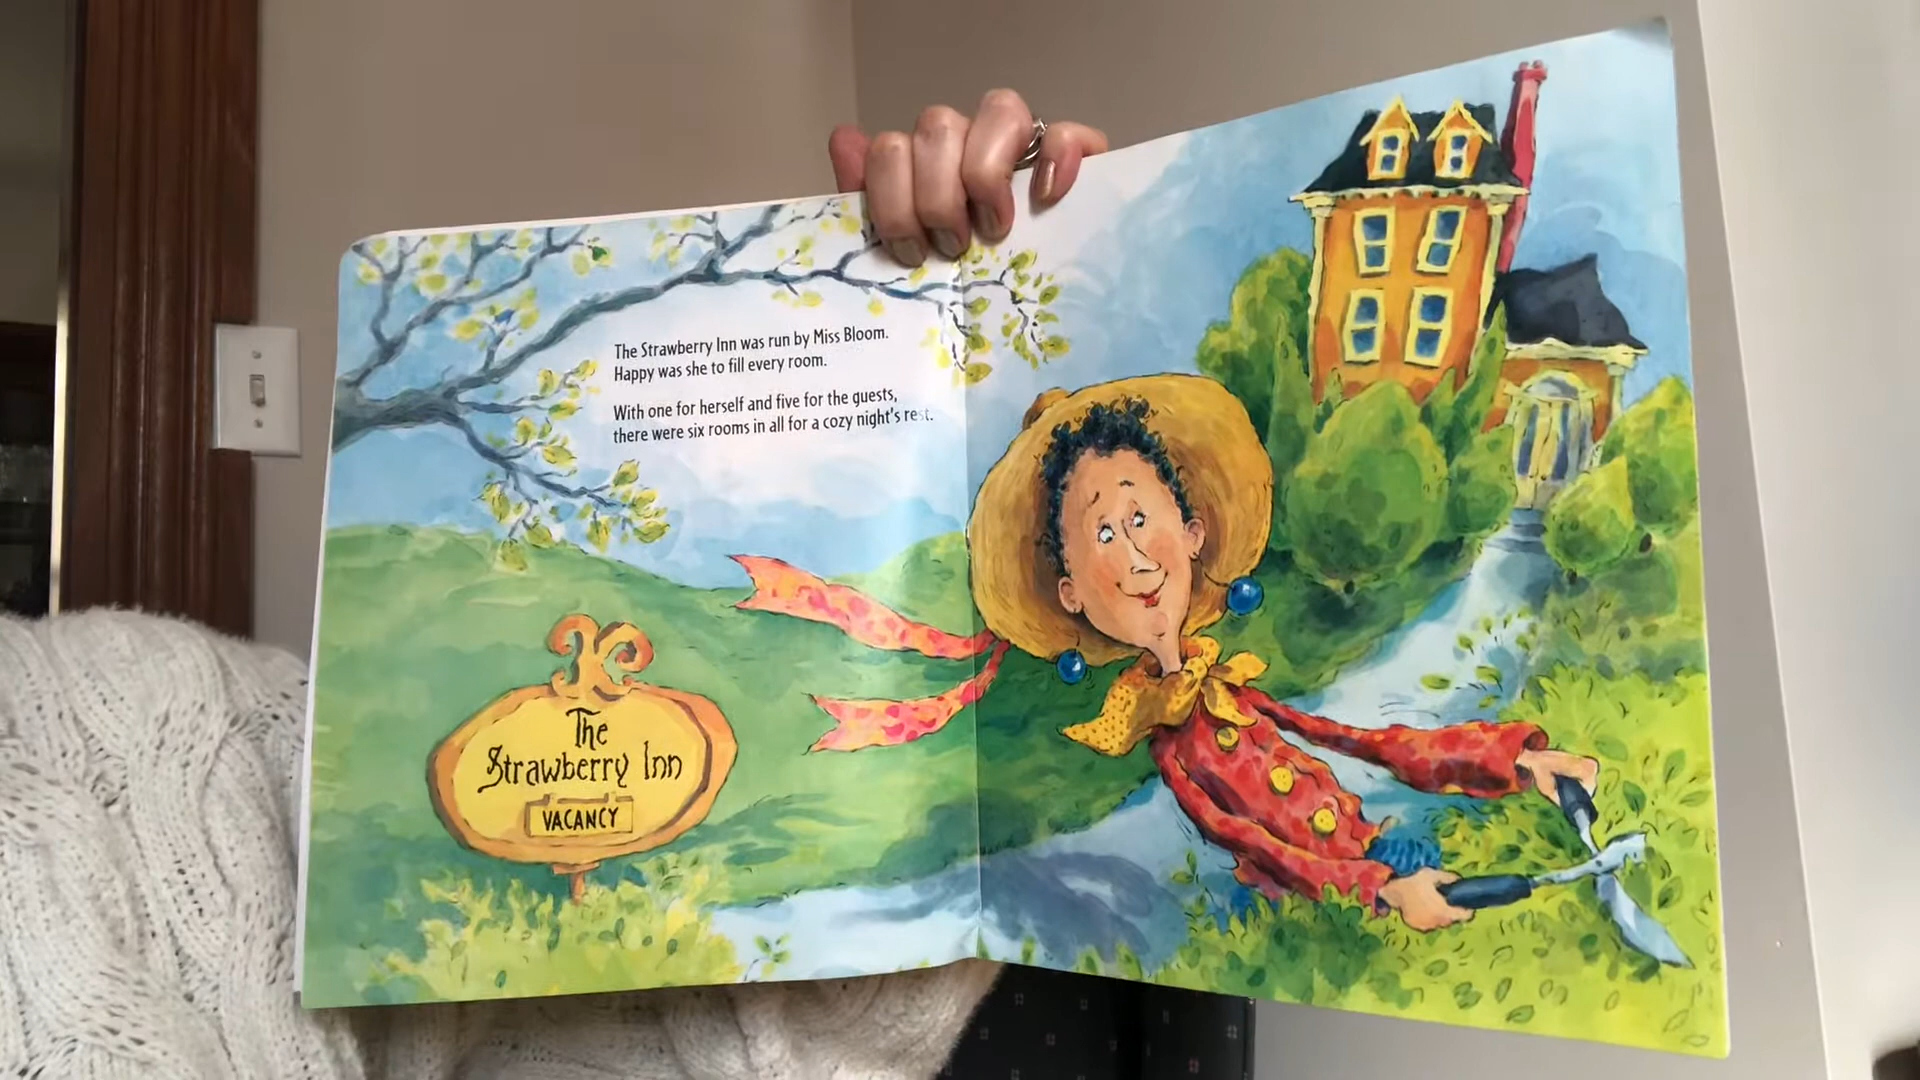 The Strawberry Inn was run by Miss Bloom.
Happy was she to fill every room.
With one for herself and five for the guests,
there were six rooms in all for a cozy night's rest.
The
Strawberry Inn
VACANCY